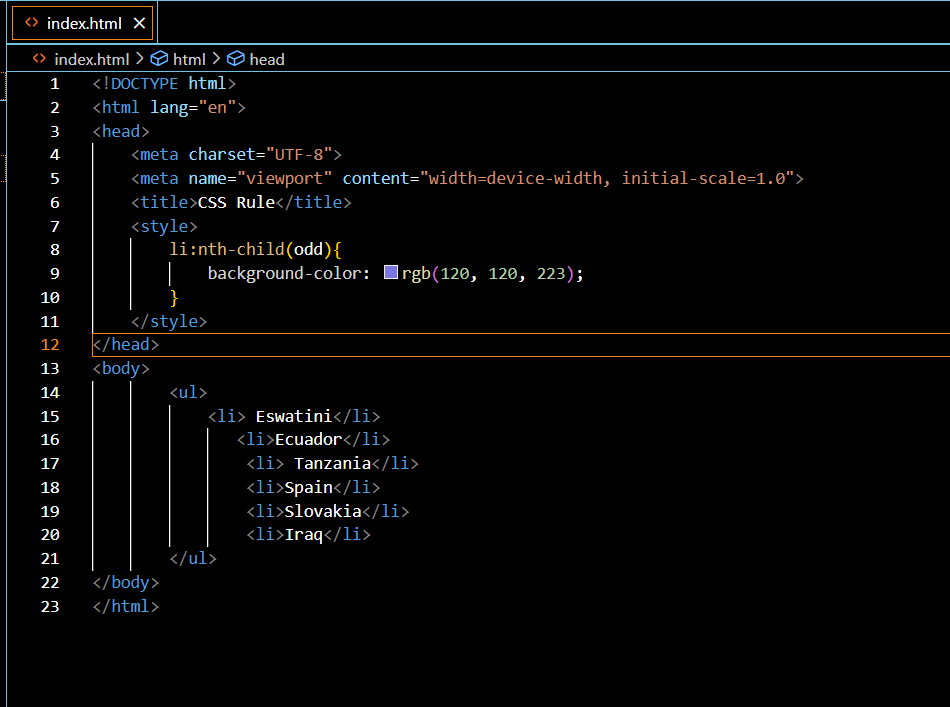 index.html
index.html > html > head
1 <!DOCTYPE html>
2 <html lang="en">
3 <head>
4 <meta charset="UTF-8">
5 <meta name="viewport" content="width=device-width, initial-scale=1.0">
6 <title>CSS Rule</title>
7 <style>
8 li:nth-child(odd){
9 background-color: rgb(120, 120, 223);
10 }
11 </style>
12 </head>
13 <body>
14 <ul>
15 <li> Eswatini</li>
16 <li>Ecuador</li>
17 <li> Tanzania</li>
18 <li>Spain</li>
19 <li>Slovakia</li>
20 <li>Iraq</li>
21 </ul>
22 </body>
23 </html>